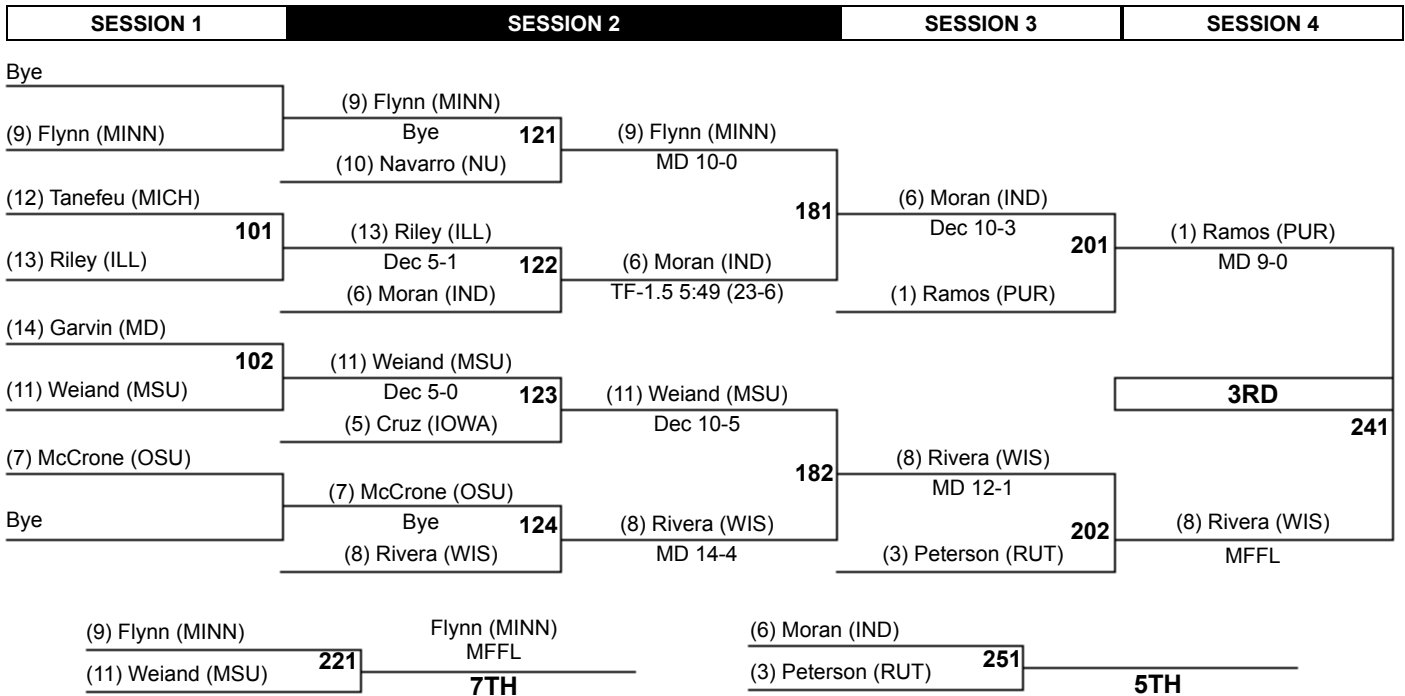 SESSION 1 SESSION 2 SESSION 3 SESSION 4
Bye
(9) Flynn (MINN)
(9) Flynn (MINN) Bye 121 (9) Flynn (MINN)
(10) Navarro (NU) MD 10-0
(12) Tanefeu (MICH) 181 (6) Moran (IND)
101 (13) Riley (ILL) Dec 10-3 201 (1) Ramos (PUR)
(13) Riley (ILL) Dec 5-1 122 (6) Moran (IND) MD 9-0
(6) Moran (IND) TF-1.5 5:49 (23-6) (1) Ramos (PUR)
(14) Garvin (MD)
102 (11) Weiand (MSU)
(11) Weiand (MSU) Dec 5-0 123 (11) Weiand (MSU) 3RD
(5) Cruz (IOWA) Dec 10-5 241
(7) McCrone (OSU) 182 (8) Rivera (WIS)
(7) McCrone (OSU) MD 12-1
Bye Bye 124 (8) Rivera (WIS) 202 (8) Rivera (WIS)
(8) Rivera (WIS) MD 14-4 (3) Peterson (RUT) MFFL
(9) Flynn (MINN) Flynn (MINN) (6) Moran (IND)
221 MFFL 251
(11) Weiand (MSU) 7TH (3) Peterson (RUT) 5TH